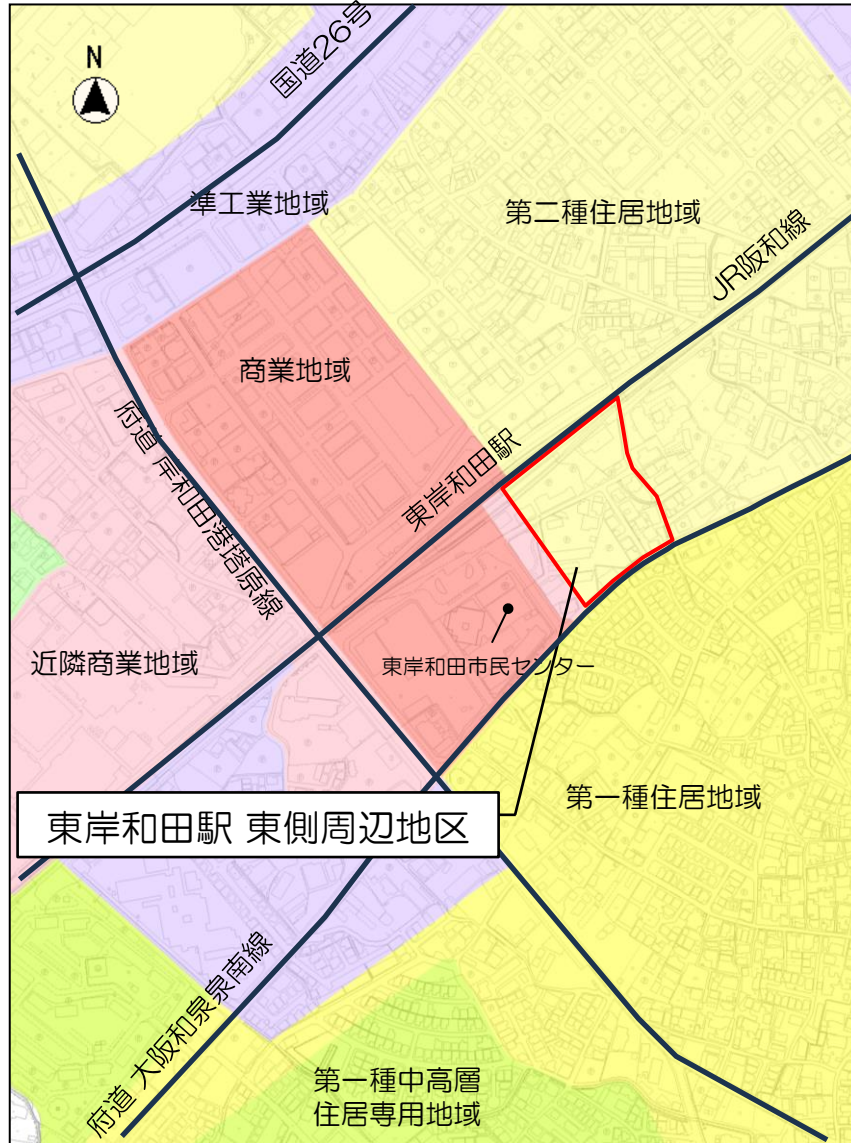 N
国道26号
準工業地域
第二種住居地域
JR阪和線
商業地域
府道 岸和田港塔原線
東岸和田駅
近隣商業地域
東岸和田市民センター
第一種住居地域
東岸和田駅 東側周辺地区
府道 大阪和泉泉南線
第一種中高層
住居専用地域